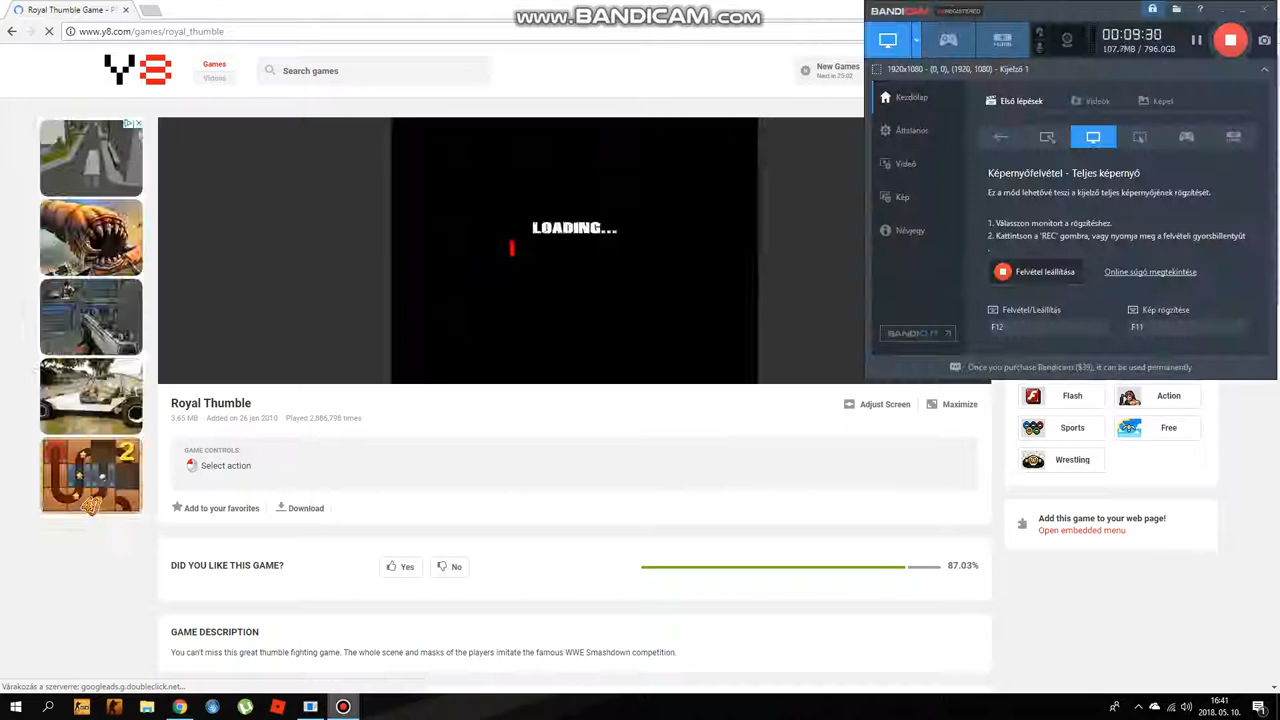 Royal Thumble Game - P
www.BANDICAM.com
BANDICAM
UNREGISTERED
www.y8.com/games/royal_thumble
00:09:30
107.7MB / 796.0GB
Y8
Games
Videos
Search games
New Games
Next in 23:02
1920x1080 - (0, 0), (1920, 1080) - Kijelző 1
Kezdőlap
Általános
Videó
Kép
Névjegy
BANDICUT
Első lépések
Videók
Képek
Képernyőfelvétel - Teljes képernyő
Ez a mód lehetővé teszi a kijelző teljes képernyőjének rögzítését.
1. Válasszon monitort a rögzítéshez.
2. Kattintson a 'REC' gombra, vagy nyomja meg a felvételi gyorsbillentyűt
.
Felvétel leállítása
Online súgó megtekintése
Felvétel/Leállítás
Kép rögzítése
F12
F11
Once you purchase Bandicam ($39), it can be used permanently
LOADING...
2
Royal Thumble
3.65 MB Added on 26 jan 2010 Played 2,886,798 times
Adjust Screen
Maximize
GAME CONTROLS:
Select action
Add to your favorites
Download
DID YOU LIKE THIS GAME?
Yes
No
87.03%
GAME DESCRIPTION
You can't miss this great thumble fighting game. The whole scene and masks of the players imitate the famous WWE Smashdown competition.
Flash
Action
Sports
Free
Wrestling
Add this game to your web page!
Open embedded menu
Várakozás a szerverre: googleads.g.doubleclick.net...
16:41
2018. 05. 10.